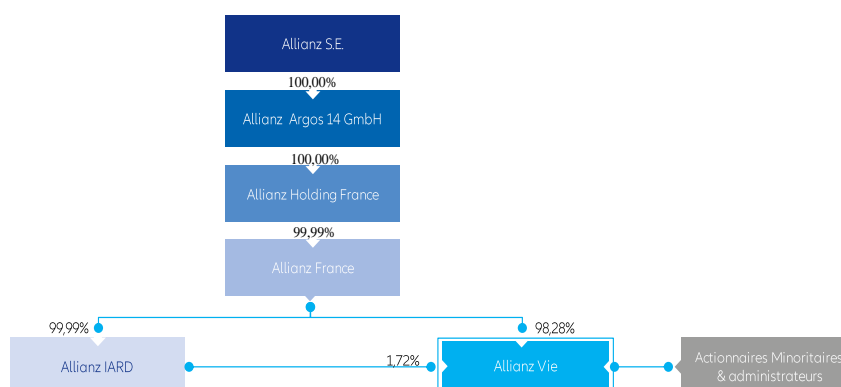 Allianz S.E.
100,00%
Allianz Argos 14 GmbH
100,00%
Allianz Holding France
99,99%
Allianz France
99,99%
98,28%
Allianz IARD
1,72%
Allianz Vie
Actionnaires Minoritaires
& administrateurs